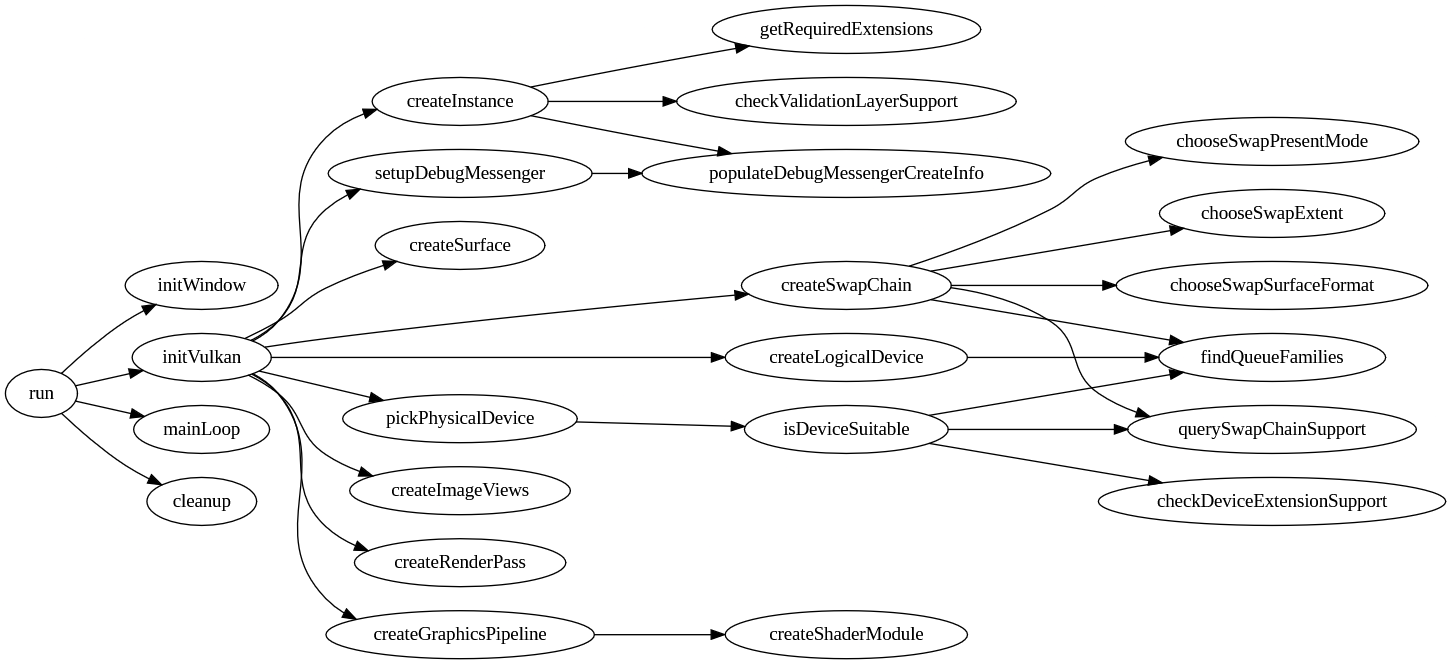 run
initWindow
initVulkan
mainLoop
cleanup
createInstance
setupDebugMessenger
createSurface
pickPhysicalDevice
createImageViews
createRenderPass
createGraphicsPipeline
getRequiredExtensions
checkValidationLayerSupport
populateDebugMessengerCreateInfo
createSwapChain
createLogicalDevice
isDeviceSuitable
createShaderModule
chooseSwapPresentMode
chooseSwapExtent
chooseSwapSurfaceFormat
findQueueFamilies
querySwapChainSupport
checkDeviceExtensionSupport